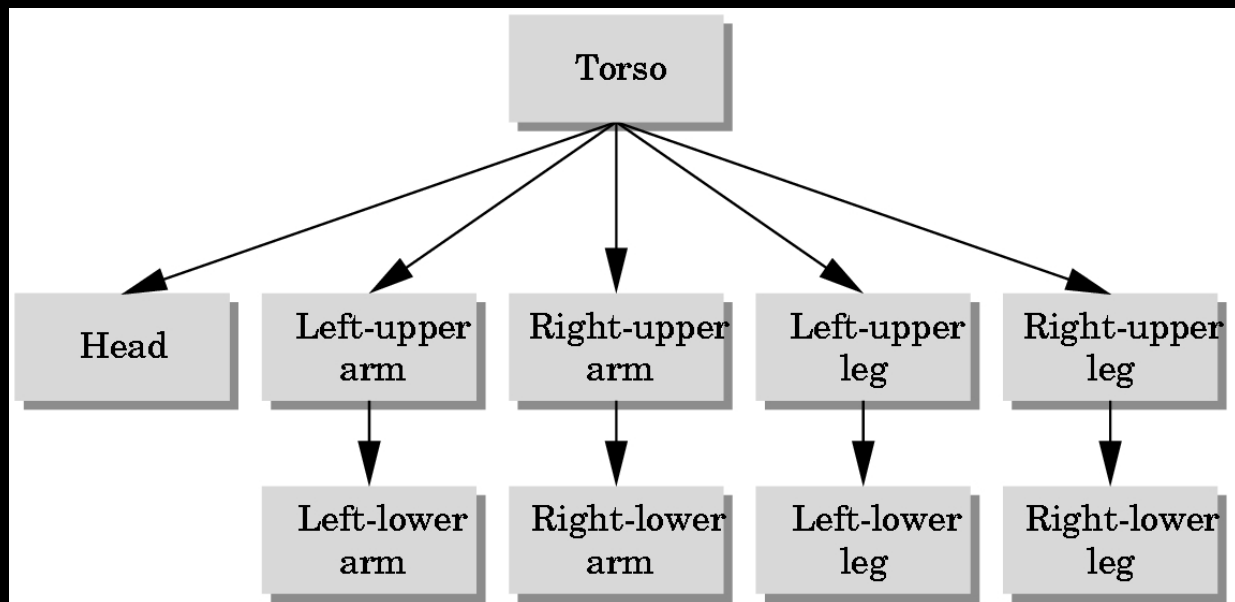 Torso
Head
Left-upper
arm
Right-upper
arm
Left-upper
leg
Right-upper
leg
Left-lower
arm
Right-lower
arm
Left-lower
leg
Right-lower
leg